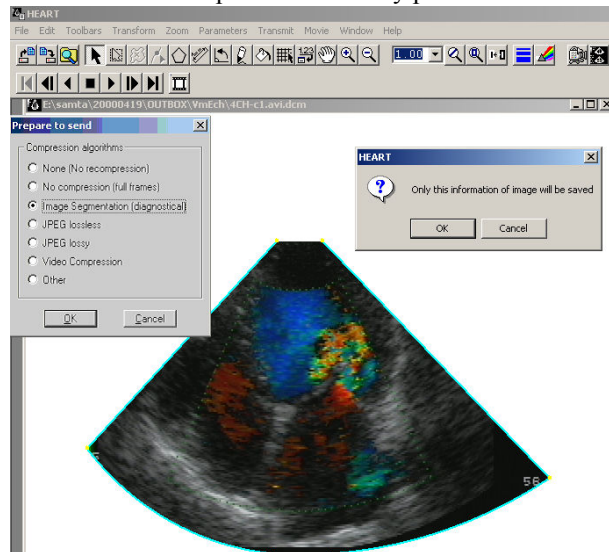 HEART
File Edit Toolbars Transform Zoom Parameters Transmit Movie Window Help
123
1.00
E:\samta\20000419\OUTBOX\VmEch\4CH-c1.avi.dcm
Prepare to send
Compression algorithms
None (No recompression)
No compression (full frames)
Image Segmentation (diagnostical)
JPEG lossless
JPEG lossy
Video Compression
Other
OK Cancel
HEART
Only this information of image will be saved
OK Cancel
56